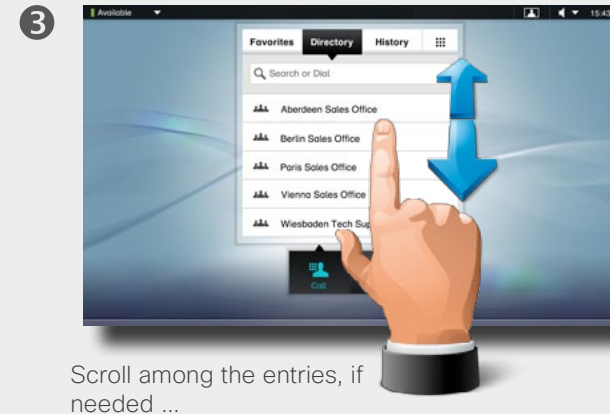 ❸
Available
15:43
Favorites Directory History
Search or Dial
Aberdeen Sales Office
Berlin Sales Office
Paris Sales Office
Vienna Sales Office
Wiesbaden Tech Sup
Call
Scroll among the entries, if
needed ...